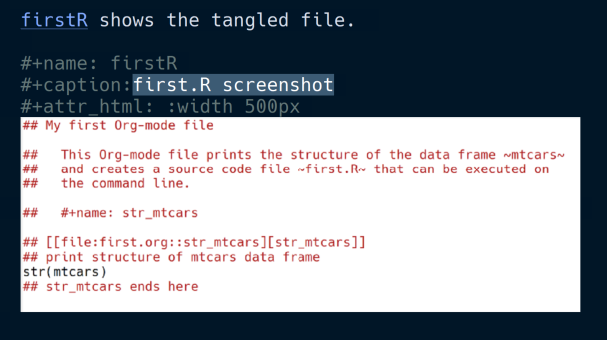 firstR shows the tangled file.
#+name: firstR
#+caption:first.R screenshot
#+attr_html: :width 500px
## My first Org-mode file
##   This Org-mode file prints the structure of the data frame ~mtcars~
##   and creates a source code file ~first.R~ that can be executed on
##   the command line.
##   #+name: str_mtcars
## [[file:first.org::str_mtcars][str_mtcars]]
## print structure of mtcars data frame
str(mtcars)
## str_mtcars ends here